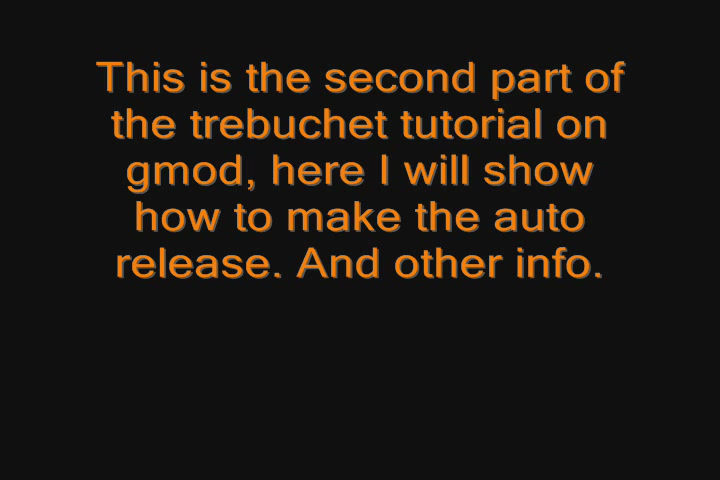 This is the second part of
the trebuchet tutorial on
gmod, here I will show
how to make the auto
release. And other info.